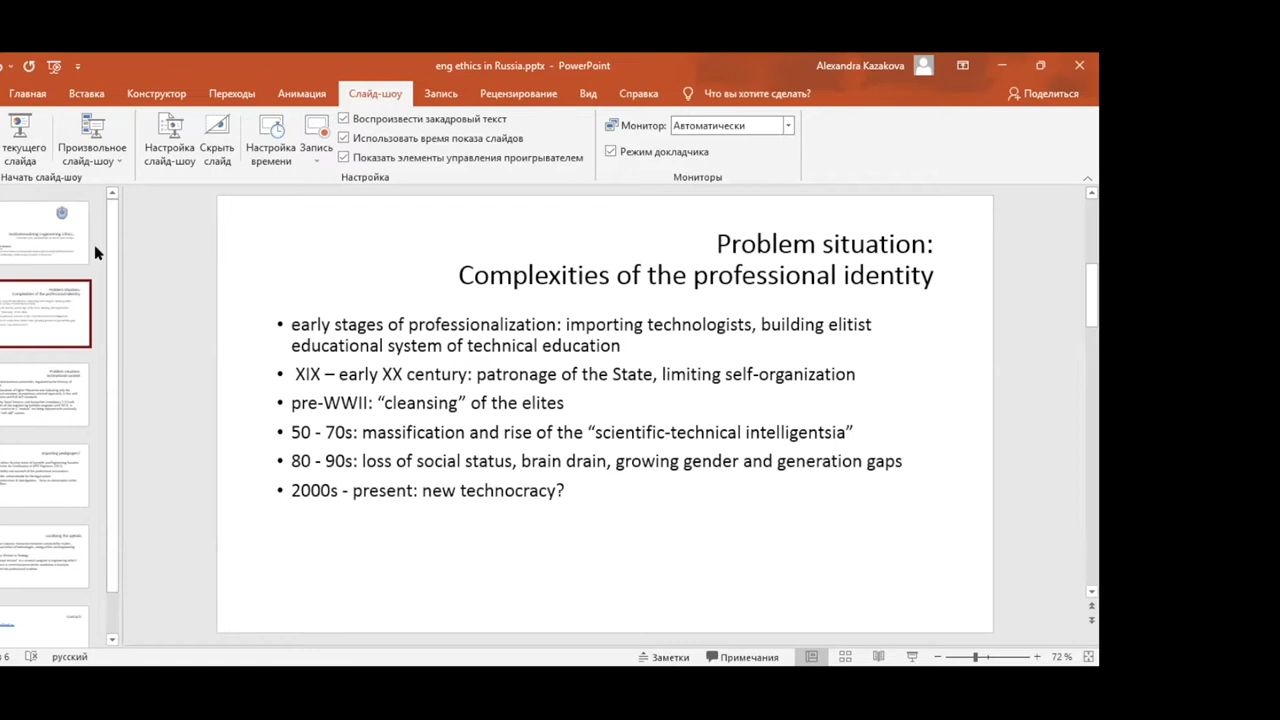 eng ethics in Russia.pptx - PowerPoint
Alexandra Kazakova
Главная Вставка Конструктор Переходы Анимация Слайд-шоу Запись Рецензирование Вид Справка Что вы хотите сделать? Поделиться
текущего слайда
Произвольное слайд-шоу
Настройка слайд-шоу
Скрыть слайд
Настройка времени
Запись
Воспроизвести закадровый текст
Использовать время показа слайдов
Показать элементы управления проигрывателем
Монитор: Автоматически
Режим докладчика
Начать слайд-шоу
Настройка
Мониторы
Problem situation:
Complexities of the professional identity
• early stages of professionalization: importing technologists, building elitist
educational system of technical education
• XIX – early XX century: patronage of the State, limiting self-organization
• pre-WWII: “cleansing” of the elites
• 50 - 70s: massification and rise of the “scientific-technical intelligentsia”
• 80 - 90s: loss of social status, brain drain, growing gender and generation gaps
• 2000s - present: new technocracy?
6 русский Заметки Примечания 72 %